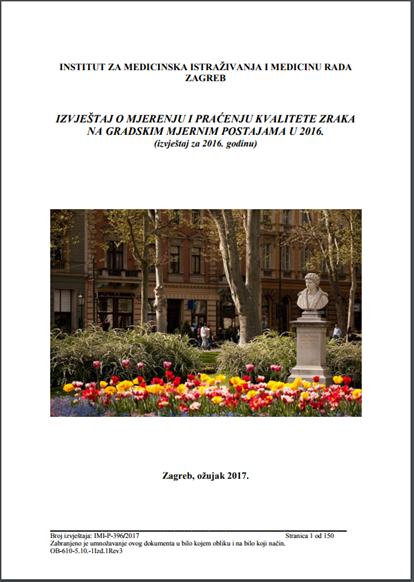 INSTITUT ZA MEDICINSKA ISTRAŽIVANJA I MEDICINU RADA
ZAGREB
IZVJEŠTAJ O MJERENJU I PRAĆENJU KVALITETE ZRAKA
NA GRADSKIM MJERNIM POSTAJAMA U 2016.
(izvještaj za 2016. godinu)
Zagreb, ožujak 2017.
Broj izvještaja: IMI-P-396/2017 Stranica 1 od 150
Zabranjeno je umnožavanje ovog dokumenta u bilo kojem obliku i na bilo koji način.
OB-610-5.10.-1Izd.1Rev3